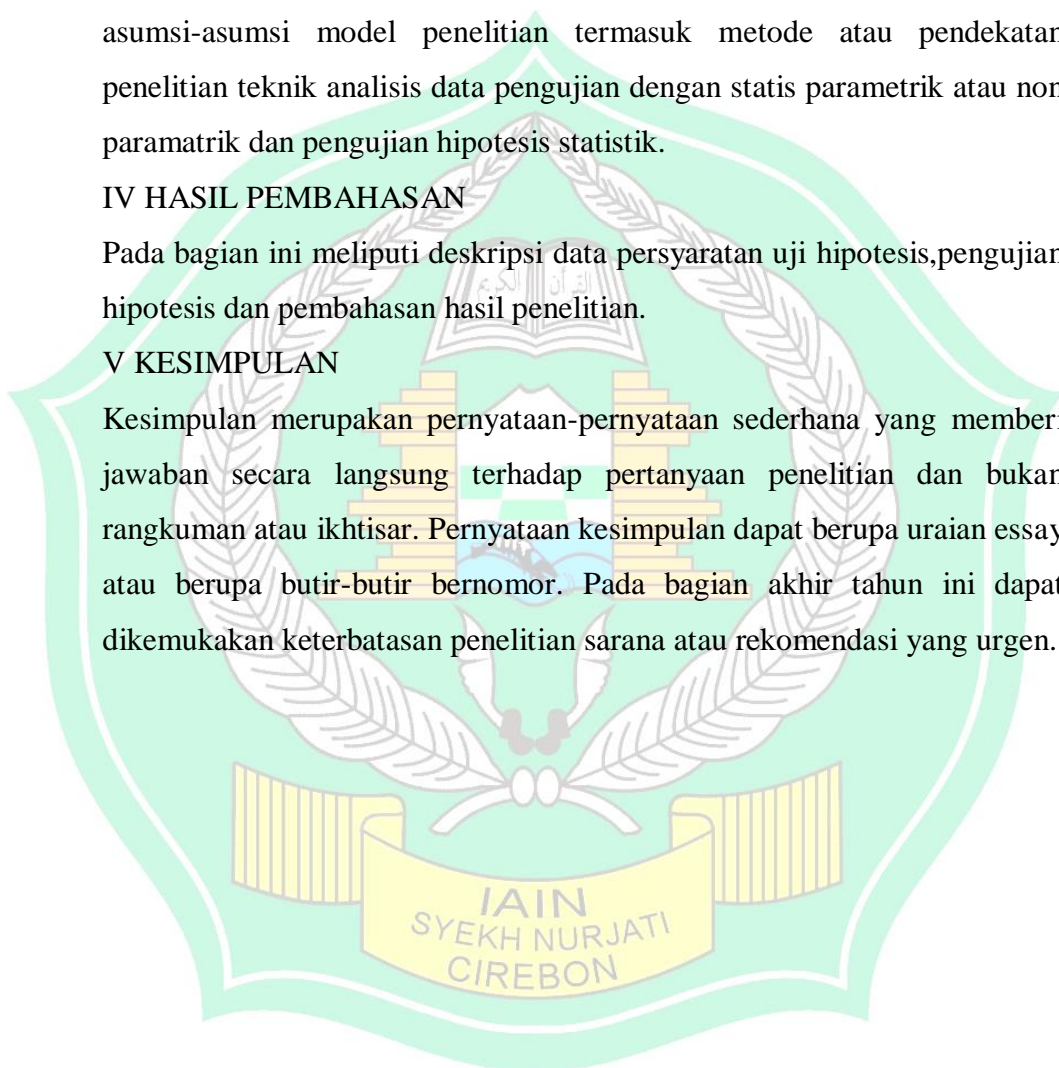 asumsi-asumsi model penelitian termasuk metode atau pendekatan
penelitian teknik analisis data pengujian dengan statis parametrik atau non
paramatrik dan pengujian hipotesis statistik.
IV HASIL PEMBAHASAN
Pada bagian ini meliputi deskripsi data persyaratan uji hipotesis,pengujian
hipotesis dan pembahasan hasil penelitian.
V KESIMPULAN
Kesimpulan merupakan pernyataan-pernyataan sederhana yang memberi
jawaban secara langsung terhadap pertanyaan penelitian dan bukan
rangkuman atau ikhtisar. Pernyataan kesimpulan dapat berupa uraian essay
atau berupa butir-butir bernomor. Pada bagian akhir tahun ini dapat
dikemukakan keterbatasan penelitian sarana atau rekomendasi yang urgen.
القرآن الكريم
IAIN
SYEKH NURJATI
CIREBON